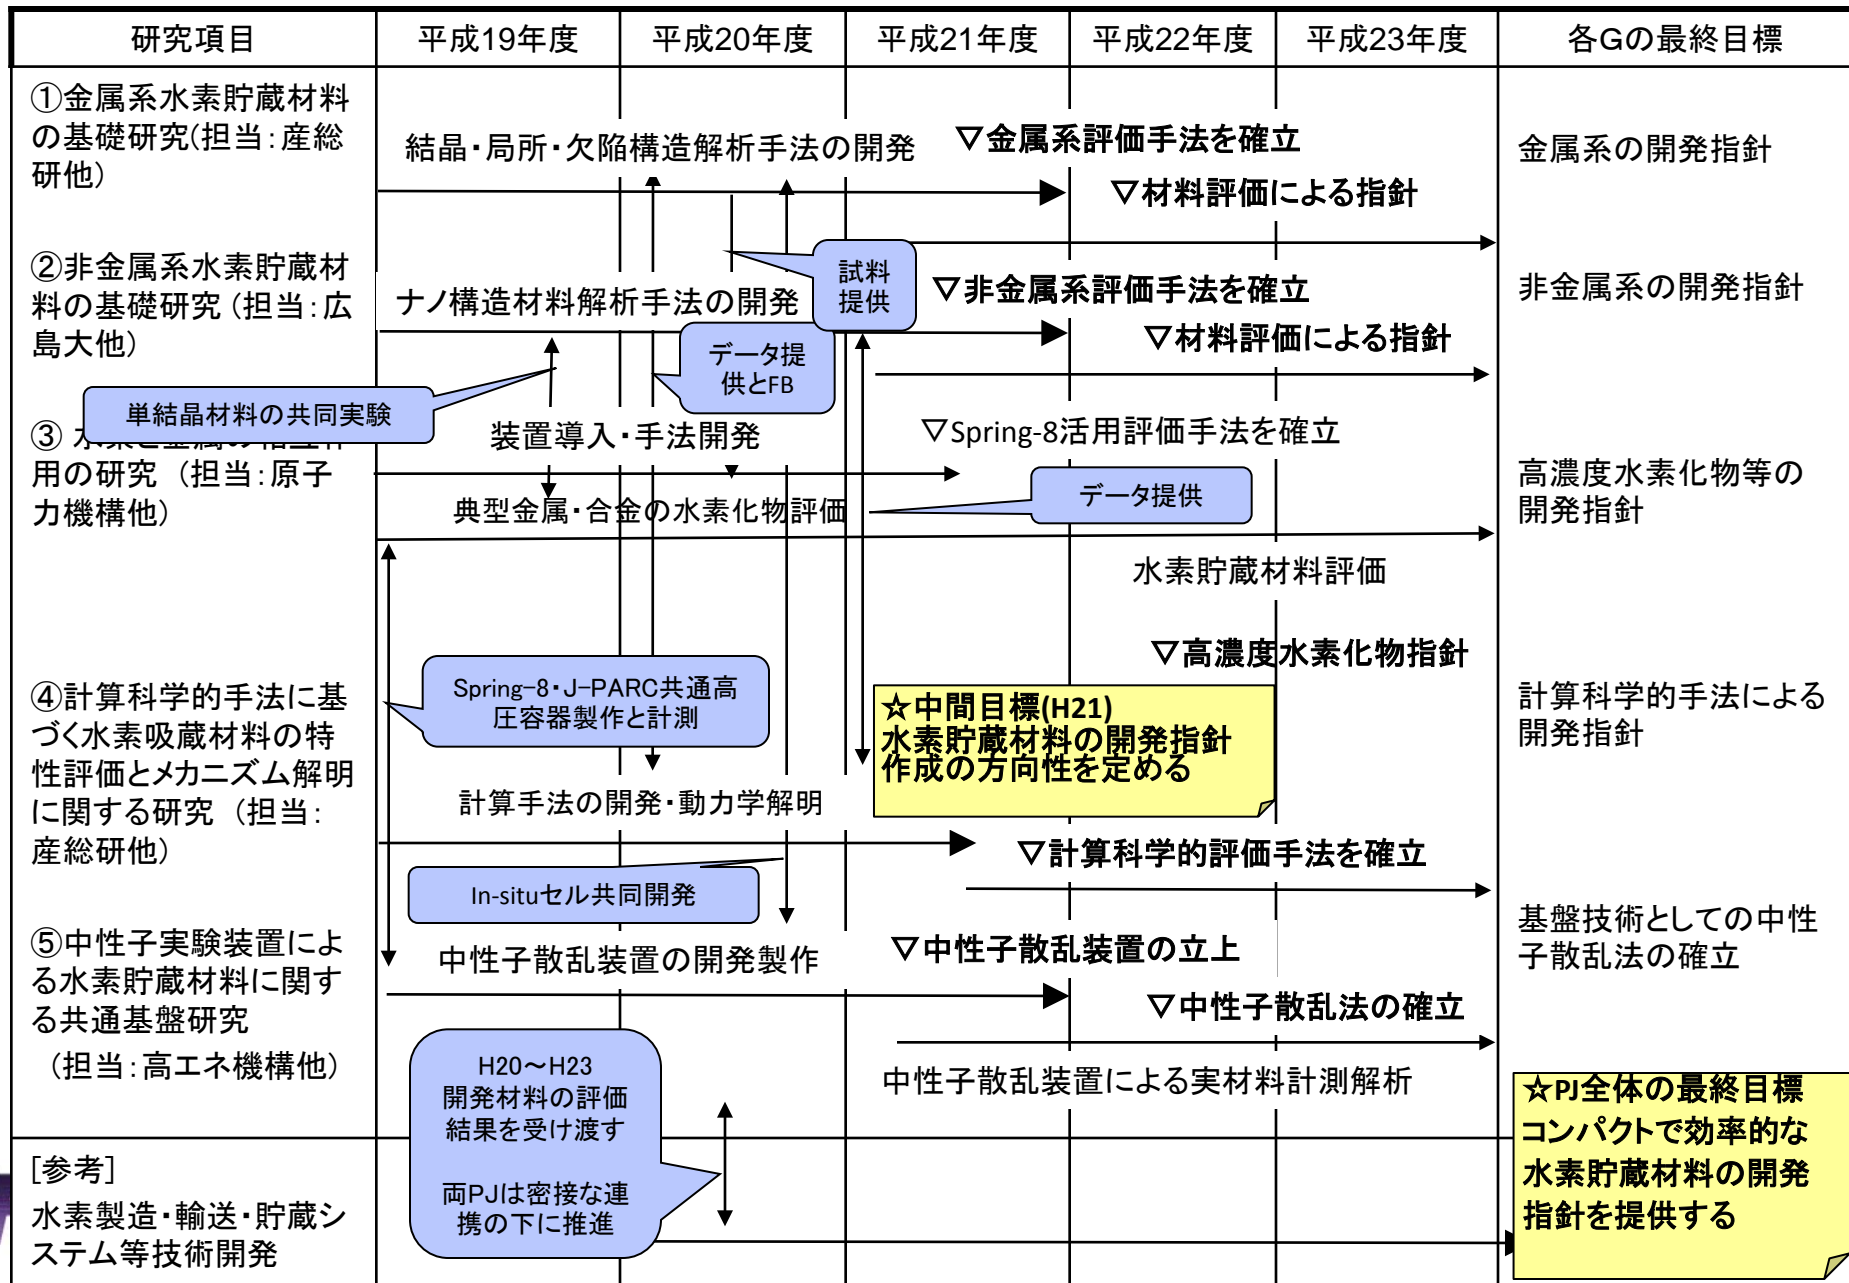 研究項目
平成19年度
平成20年度
平成21年度
平成22年度
平成23年度
各Gの最終目標
①金属系水素貯蔵材料
の基礎研究(担当:産総
研他)
結晶・局所・欠陥構造解析手法の開発
▽金属系評価手法を確立
▽材料評価による指針
金属系の開発指針
②非金属系水素貯蔵材
料の基礎研究(担当:広
島大他)
ナノ構造材料解析手法の開発
試料
提供
▽非金属系評価手法を確立
▽材料評価による指針
非金属系の開発指針
データ提
供とFB
単結晶材料の共同実験
③
用の研究 (担当:原子
力機構他)
装置導入・手法開発
▽Spring-8活用評価手法を確立
典型金属・合金の水素化物評価
データ提供
水素貯蔵材料評価
▽高濃度水素化物指針
高濃度水素化物等の
開発指針
④計算科学的手法に基
づく水素吸蔵材料の特
性評価とメカニズム解明
に関する研究 (担当:
産総研他)
Spring-8・J-PARC共通高
圧容器製作と計測
☆中間目標(H21)
水素貯蔵材料の開発指針
作成の方向性を定める
計算手法の開発・動力学解明
▽計算科学的評価手法を確立
計算科学的手法による
開発指針
In-situセル共同開発
⑤中性子実験装置によ
る水素貯蔵材料に関す
る共通基盤研究
(担当:高エネ機構他)
中性子散乱装置の開発製作
▽中性子散乱装置の立上
▽中性子散乱法の確立
中性子散乱装置による実材料計測解析
基盤技術としての中性
子散乱法の確立
H20～H23
開発材料の評価
結果を受け渡す
両PJは密接な連
携の下に推進
☆PJ全体の最終目標
コンパクトで効率的な
水素貯蔵材料の開発
指針を提供する
[参考]
水素製造・輸送・貯蔵シ
ステム等技術開発